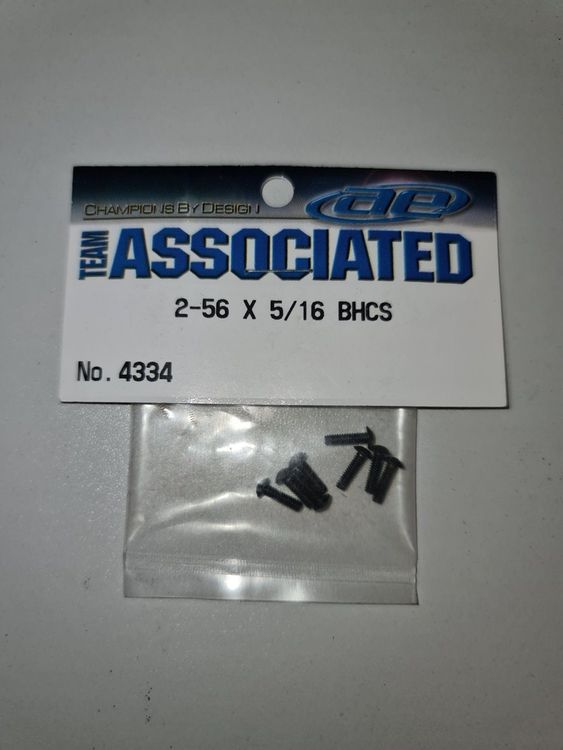 CHAMPIONS BY DESIGN
ae
TEAM
ASSOCIATED
2-56 X 5/16 BHCS
No. 4334